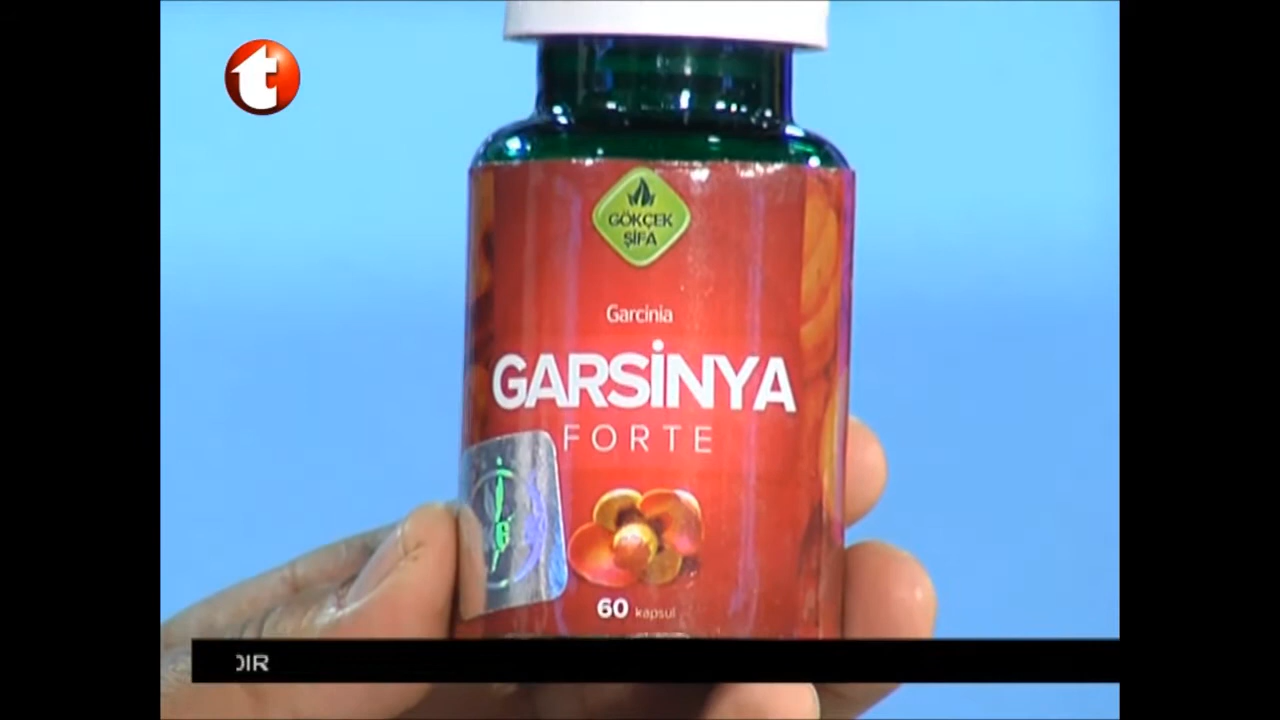 t
GÖKÇEK
ŞİFA
Garcinia
GARSİNYA
FORTE
60 kapsul
DIR